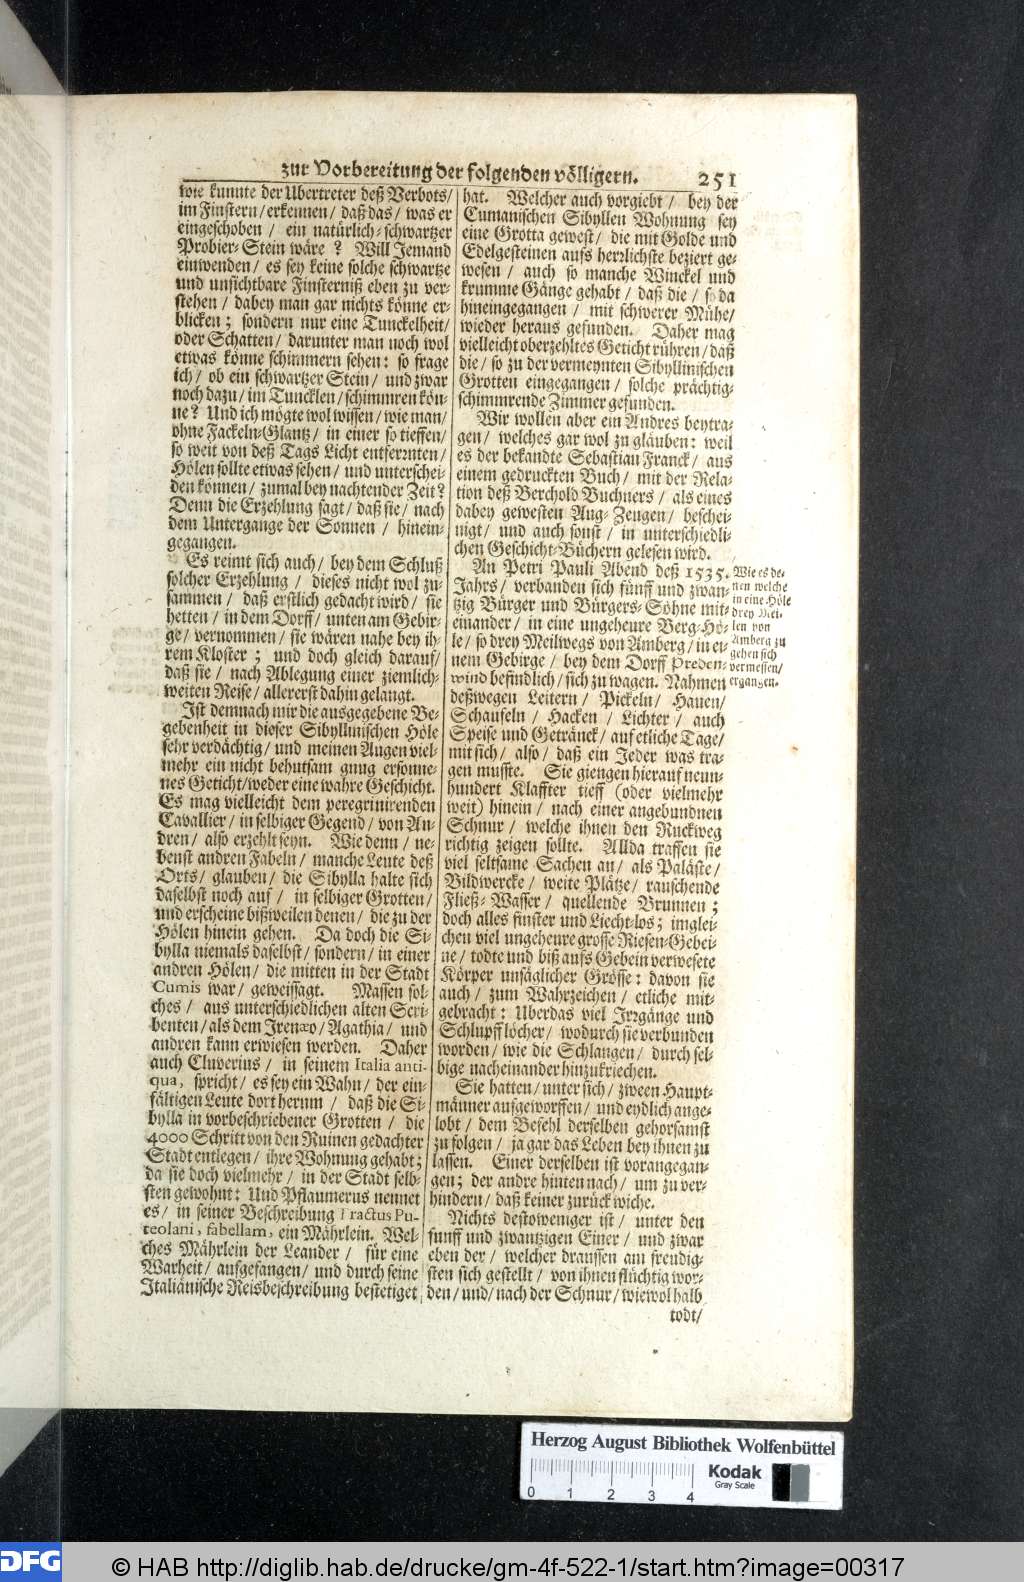 zur Vorbereitung der folgenden völligern. 251
wie kunnte der Ubertreter deß Verbots/
im Finstern/ erkennen/ daß das/ was er
eingeschoben/ ein natürlich-schwartzer
Probier-Stein wäre? Will Jemand
einwenden/ es sey keine solche schwartze
und unsichtbare Finsterniß eben zu ver-
stehen/ dabey man gar nichts könne er-
blicken; sondern nur eine Tunckelheit/
oder Schatten/ darunter man noch wol
etwas könne schimmern sehen: so frage
ich/ ob ein schwartzer Stein/ und zwar
noch dazu/ im Tuncklen/ schimmren kön-
ne? Und ich mögte wol wissen/ wie man/
ohne Fackeln-Glantz/ in einer so tieffen/
so weit von deß Tags Licht entfernten/
Hölen sollte etwas sehen/ und unterschei-
den können/ zumal bey nachtender Zeit?
Denn die Erzehlung sagt/ daß sie/ nach
dem Untergange der Sonnen/ hinein-
gegangen.
Es reimt sich auch/ bey dem Schluß
solcher Erzehlung/ dieses nicht wol zu-
sammen/ daß erstlich gedacht wird/ sie
hetten/ in dem Dorff/ unten am Gebir-
ge/ vernommen/ sie wären nahe bey ih-
rem Kloster; und doch gleich darauf/
daß sie/ nach Ablegung einer ziemlich-
weiten Reise/ allererst dahin gelangt.
Ist demnach mir die ausgegebene Be-
gebenheit in dieser Sibyllinischen Höle
sehr verdächtig/ und meinen Augen viel-
mehr ein nicht behutsam gnug ersonne-
nes Geticht/ weder eine wahre Geschicht.
Es mag vielleicht dem peregrinirenden
Cavallier/ in selbiger Gegend/ von An-
dren/ also erzehlt seyn. Wie denn/ ne-
benst andren Fabeln/ manche Leute deß
Orts/ glauben/ die Sibylla halte sich
daselbst noch auf/ in selbiger Grotten/
und erscheine bißweilen denen/ die zu der
Hölen hinein gehen. Da doch die Si-
bylla niemals daselbst/ sondern/ in einer
andren Hölen/ die mitten in der Stadt
Cumis war/ geweissagt. Massen sol-
ches/ aus unterschiedlichen alten Scri-
benten/ als dem Irenæo/ Agathia/ und
andren kann erwiesen werden. Daher
auch Cluverius/ in seinem Italia anti-
qua, spricht/ es sey ein Wahn/ der ein-
fältigen Leute dort herum/ daß die Si-
bylla in vorbeschriebener Grotten/ die
4000 Schritt von den Ruinen gedachter
Stadt entlegen/ ihre Wohnung gehabt;
da sie doch vielmehr/ in der Stadt selb-
sten gewohnt: Und Pflaumerus nennet
es/ in seiner Beschreibung Tractus Pu-
teolani, fabellam, ein Mährlein. Wel-
ches Mährlein der Leander/ für eine
Warheit/ aufgefangen/ und durch seine
Italiänische Reisbeschreibung bestetiget
hat. Welcher auch vorgiebt/ bey der
Cumanischen Sibyllen Wohnung sey
eine Grotta gewest/ die mit Golde und
Edelgesteinen aufs herrlichste beziert ge-
wesen/ auch so manche Winckel und
krumme Gänge gehabt/ daß die/ so da
hineingegangen/ mit schwerer Mühe/
wieder heraus gefunden. Daher mag
vielleicht oberzehltes Geticht rühren/ daß
die/ so zu der vermeynten Sibyllinischen
Grotten eingegangen/ solche prächtig-
schimmrende Zimmer gefunden.
Wir wollen aber ein Andres beytra-
gen/ welches gar wol zu gläuben: weil
es der bekandte Sebastian Franck/ aus
einem gedruckten Buch/ mit der Rela-
tion deß Berchold Buchners/ als eines
dabey gewesten Aug-Zeugen/ beschei-
nigt/ und auch sonst/ in unterschiedli-
chen Geschicht-Büchern gelesen wird.
An Petri Pauli Abend deß 1535.
Jahrs/ verbanden sich fünff und zwan-
tzig Bürger und Bürgers-Söhne mit-
einander/ in eine ungeheure Berg-Hö-
le/ so drey Meilwegs von Amberg/ in ei-
nem Gebirge/ bey dem Dorff Preden-
wind befindlich/ sich zu wagen. Nahmen
deßwegen Leitern/ Pickeln/ Hauen/
Schaufeln/ Hacken/ Lichter/ auch
Speise und Getränck/ auf etliche Tage/
mit sich/ also/ daß ein Jeder was tra-
gen musste. Sie giengen hierauf neun-
hundert Klaffter tieff (oder vielmehr
weit) hinein/ nach einer angebundnen
Schnur/ welche ihnen den Ruckweg
richtig zeigen sollte. Allda traffen sie
viel seltsame Sachen an/ als Paläste/
Bildwercke/ weite Plätze/ rauschende
Fließ-Wasser/ quellende Brunnen;
doch alles finster und Liecht-los; imglei-
chen viel ungeheure grosse Riesen-Gebei-
ne/ todte und biß aufs Gebein verwesete
Körper unsäglicher Grösse: davon sie
auch/ zum Wahrzeichen/ etliche mit-
gebracht: Uberdas viel Irrgänge und
Schlupfflöcher/ wodurch sie verbunden
worden/ wie die Schlangen/ durch sel-
bige nacheinander hinzukriechen.
Sie hatten/ unter sich/ zween Haupt-
männer aufgeworffen/ und eydlich ange-
lobt/ dem Befehl derselben gehorsamst
zu folgen/ ja gar das Leben bey ihnen zu
lassen. Einer derselben ist vorangegan-
gen; der andre hinten nach/ um zu ver-
hindern/ daß keiner zurück wiche.
Nichts destoweniger ist/ unter den
funff und zwantzigen Einer/ und zwar
eben der/ welcher draussen am freudig-
sten sich gestellt/ von ihnen flüchtig wor-
den/ und/ nach der Schnur/ wiewol halb
todt/
Wie es de-
nen welche
in eine Höle
drey Mei-
len von
Amberg zu
gehen sich
vermessen/
ergangen.
Herzog August Bibliothek Wolfenbüttel
Kodak
Gray Scale
0 1 2 3 4
DFG
© HAB http://diglib.hab.de/drucke/gm-4f-522-1/start.htm?image=00317